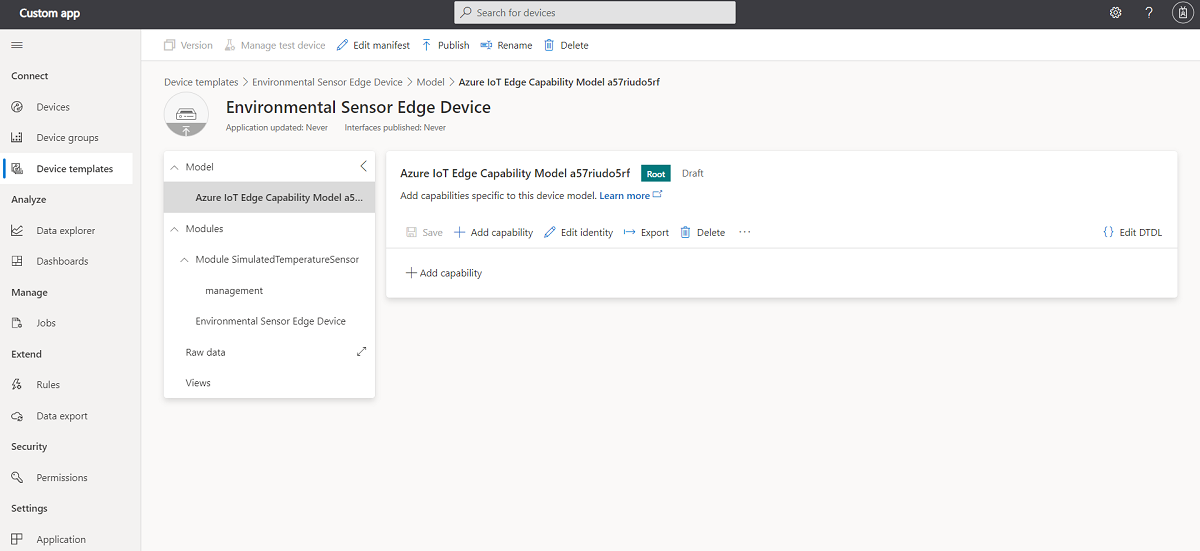 Custom app
Search for devices
?
Version Manage test device Edit manifest Publish Rename Delete
Connect
Devices
Device groups
Device templates
Analyze
Data explorer
Dashboards
Manage
Jobs
Extend
Rules
Data export
Security
Permissions
Settings
Application
Device templates > Environmental Sensor Edge Device > Model > Azure IoT Edge Capability Model a57riudo5rf
Environmental Sensor Edge Device
Application updated: Never Interfaces published: Never
Model
Azure IoT Edge Capability Model a5...
Modules
Module SimulatedTemperatureSensor
management
Environmental Sensor Edge Device
Raw data
Views
Azure IoT Edge Capability Model a57riudo5rf Root Draft
Add capabilities specific to this device model. Learn more
Save + Add capability Edit identity Export Delete ... {} Edit DTDL
+ Add capability